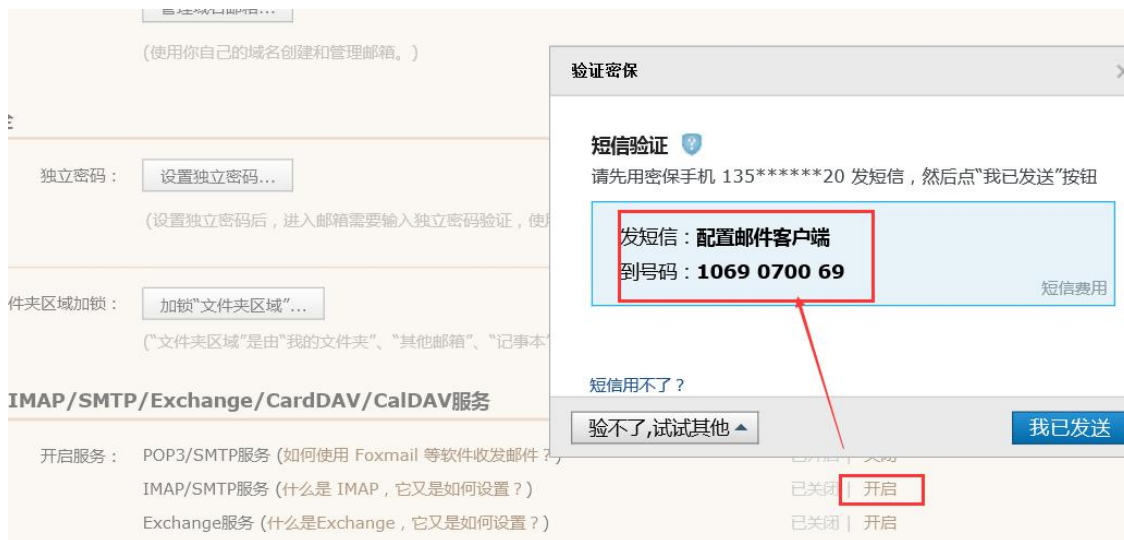 管理域名邮箱...
(使用你自己的域名创建和管理邮箱。)
验证密保
全
短信验证
独立密码：
设置独立密码...
请先用密保手机 135******20 发短信，然后点“我已发送”按钮
(设置独立密码后，进入邮箱需要输入独立密码验证，使用
发短信：配置邮件客户端
到号码：1069 0700 69
短信费用
件夹区域加锁：
加锁“文件夹区域”...
(“文件夹区域”是由“我的文件夹”、“其他邮箱”、“记事本”
短信用不了？
IMAP/SMTP/Exchange/CardDAV/CalDAV服务
验不了,试试其他
我已发送
开启服务：
POP3/SMTP服务 (如何使用 Foxmail 等软件收发邮件？)
已开启 | 关闭
IMAP/SMTP服务 (什么是 IMAP，它又是如何设置？)
已关闭 | 开启
Exchange服务 (什么是Exchange，它又是如何设置？)
已关闭 | 开启